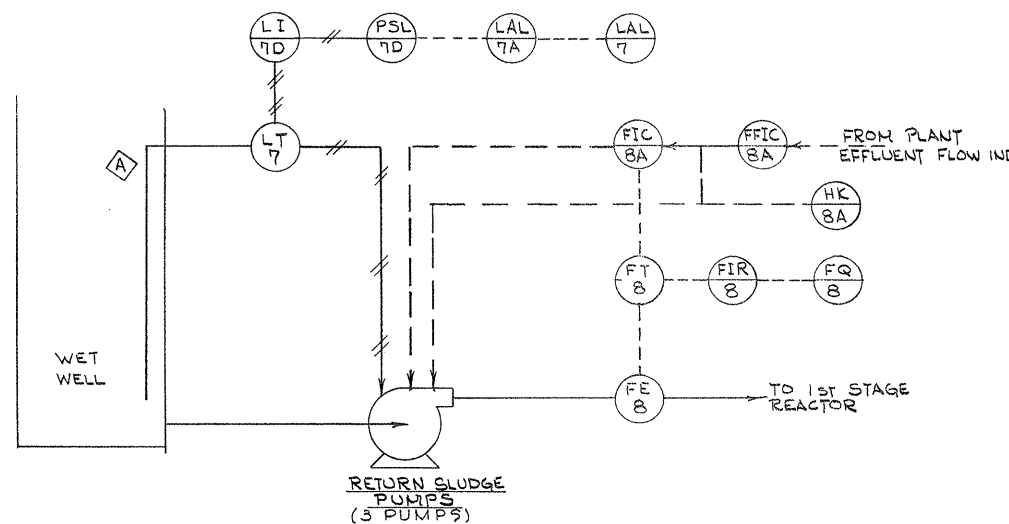 LI
7D
PSL
7D
LAL
7A
LAL
7
LT
7
A
FIC
8A
FFIC
8A
FROM PLANT
EFFLUENT FLOW IND
HK
8A
FT
8
FIR
8
FQ
8
WET
WELL
FE
8
TO 1ST STAGE
REACTOR
RETURN SLUDGE
PUMPS
(3 PUMPS)